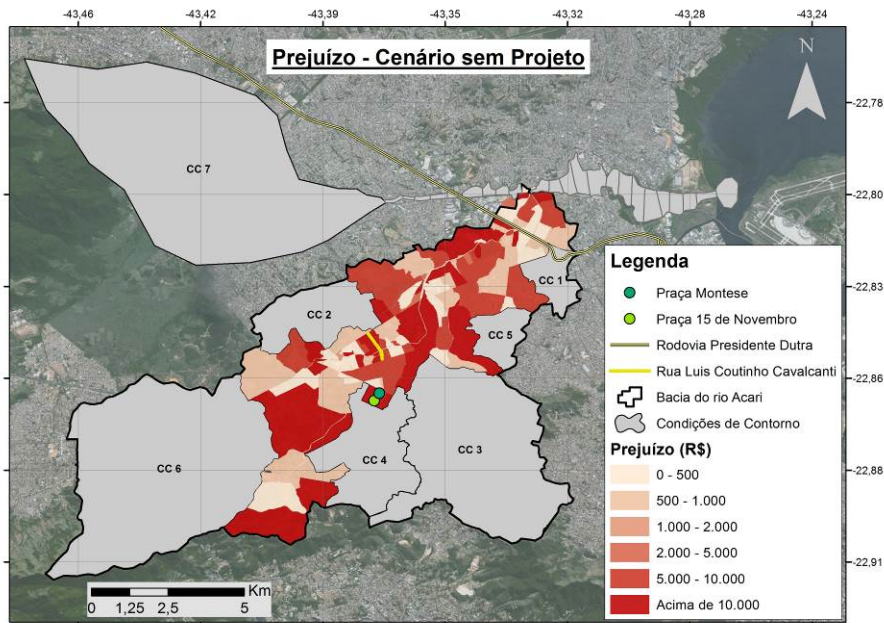 -43,46 -43,42 -43,39 -43,35 -43,32 -43,28 -43,24
Prejuízo - Cenário sem Projeto
N
-22,78
CC 7
-22,80
CC 1
-22,83
CC 2
CC 5
-22,86
CC 3
CC 4
CC 6
-22,88
-22,91
Legenda
Praça Montese
Praça 15 de Novembro
Rodovia Presidente Dutra
Rua Luis Coutinho Cavalcanti
Bacia do rio Acari
Condições de Contorno
Prejuízo (R$)
0 - 500
500 - 1.000
1.000 - 2.000
2.000 - 5.000
5.000 - 10.000
Acima de 10.000
Km
0 1,25 2,5 5